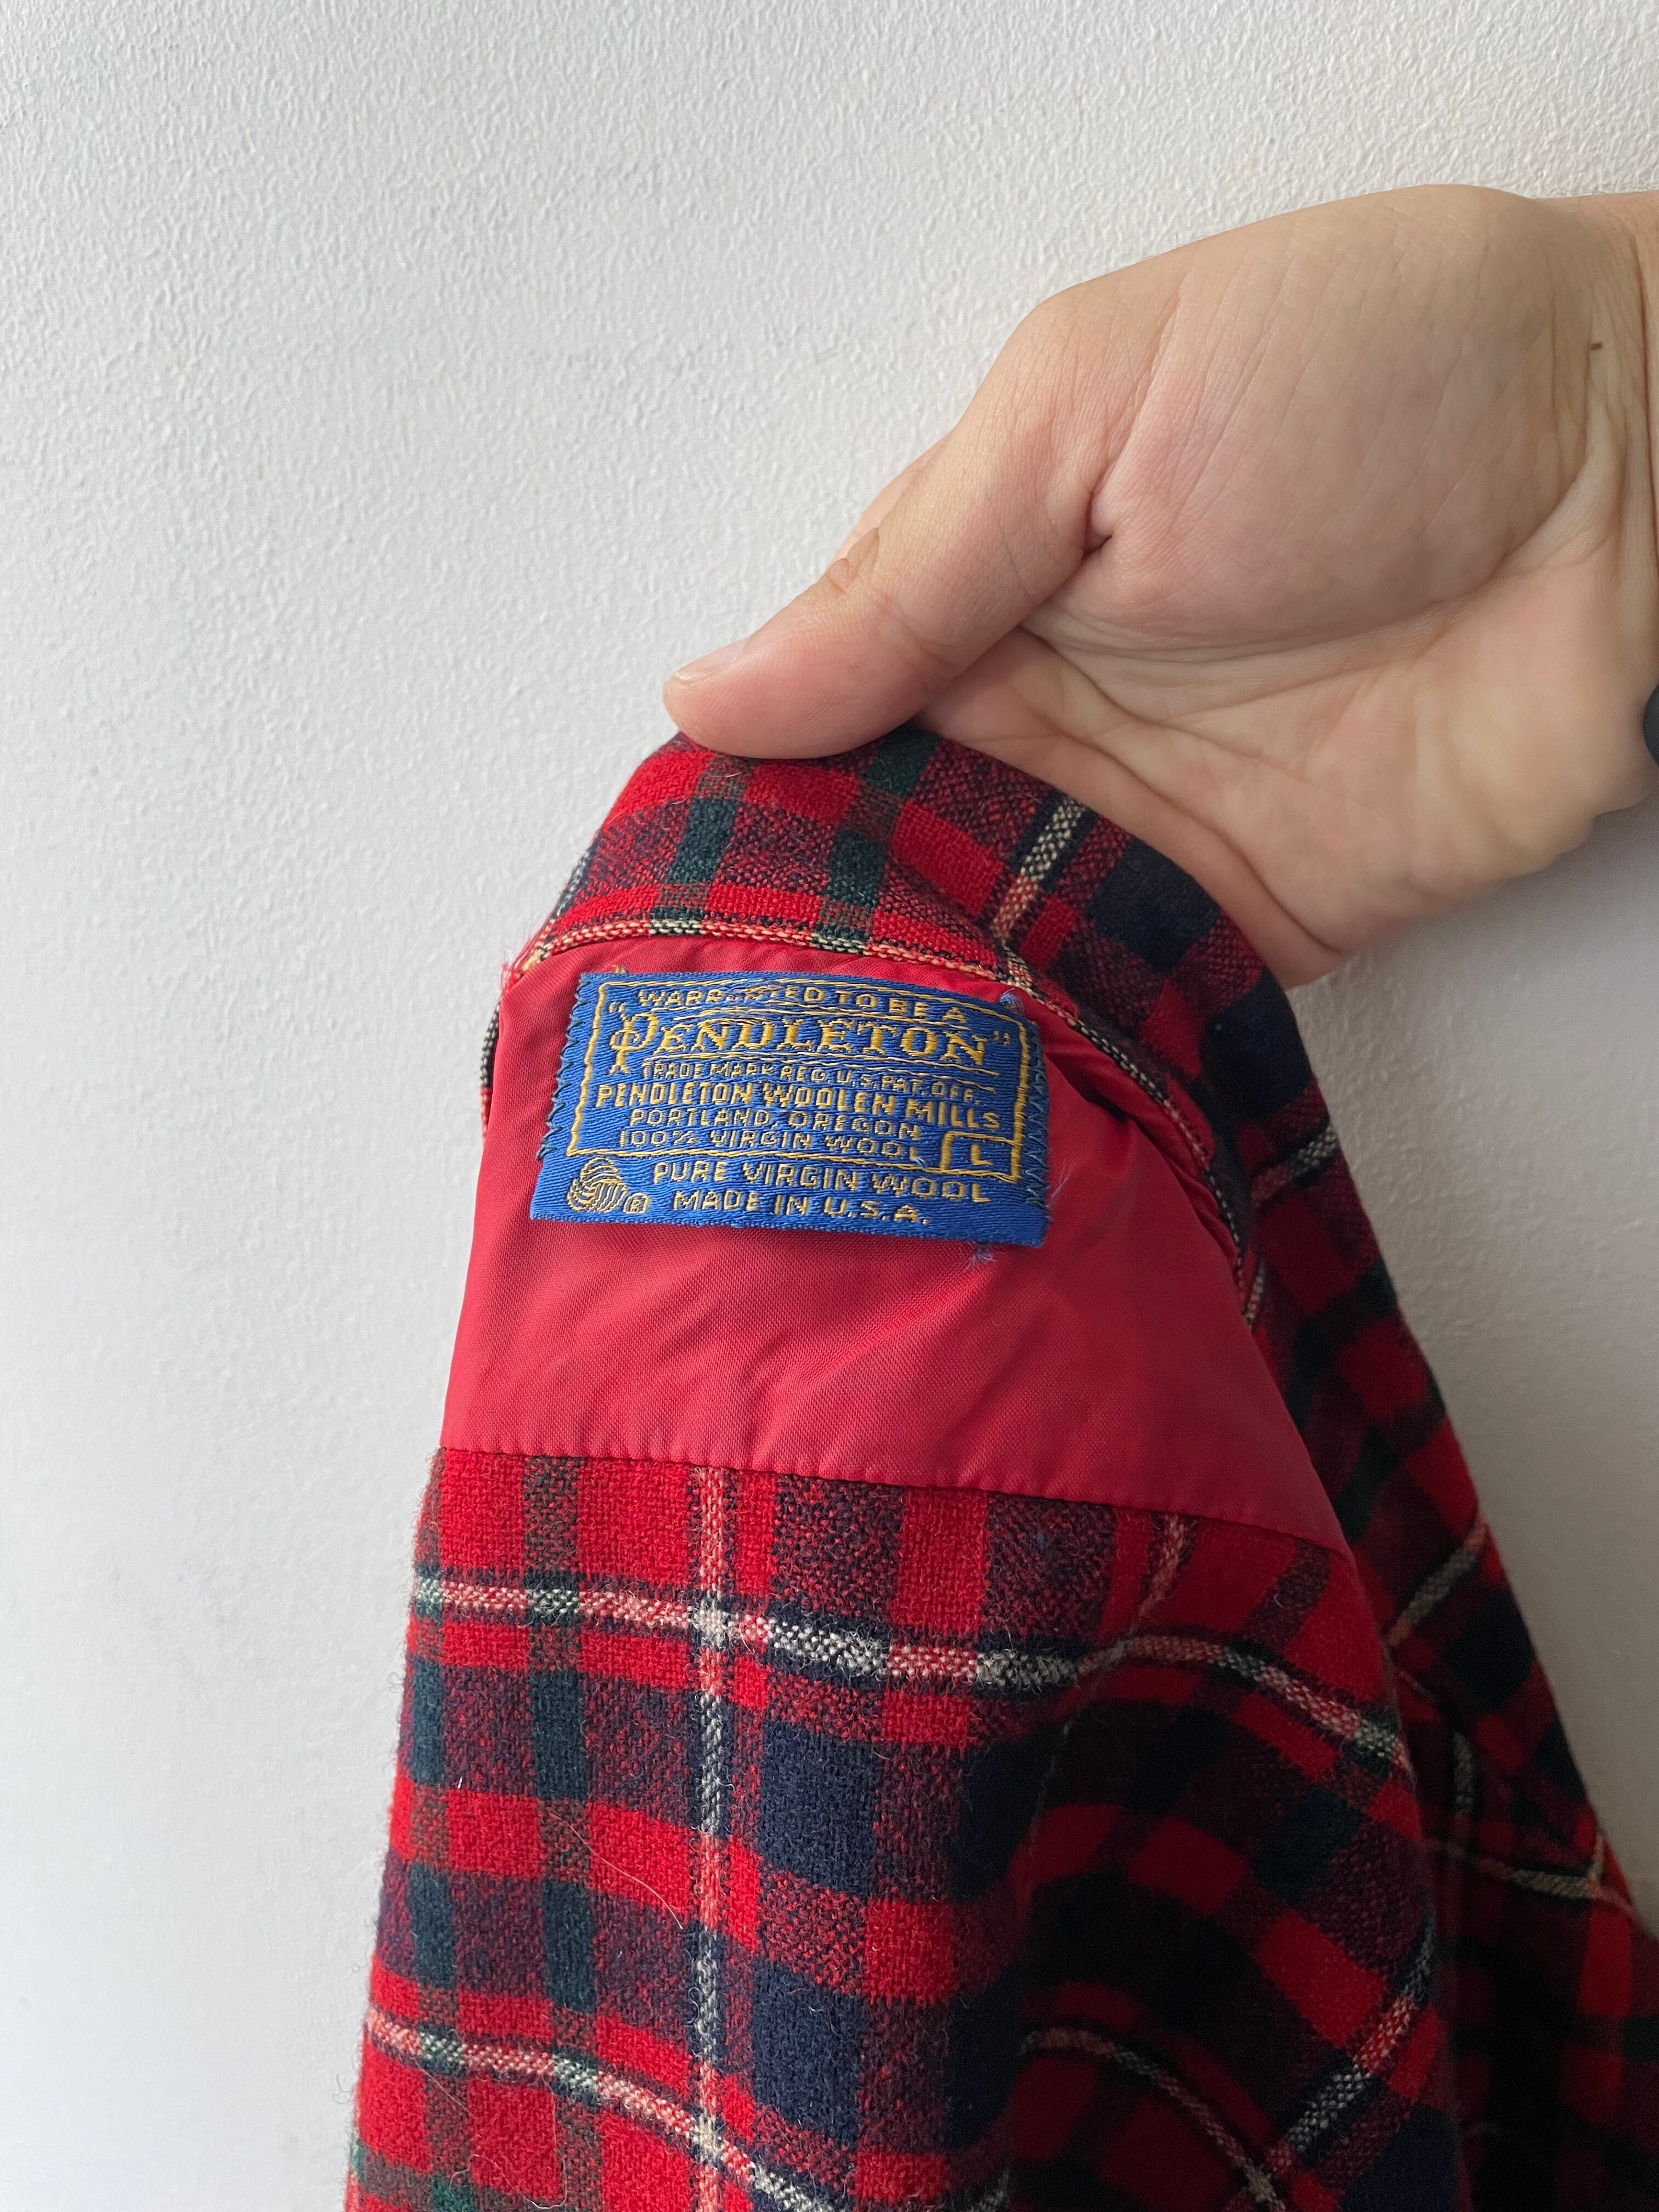 "WARRANTED TO BE A
PENDLETON"
TRADE MARK REG. U.S. PAT. OFF.
PENDLETON WOOLEN MILLS
PORTLAND, OREGON
100% VIRGIN WOOL L
PURE VIRGIN WOOL
® MADE IN U.S.A.